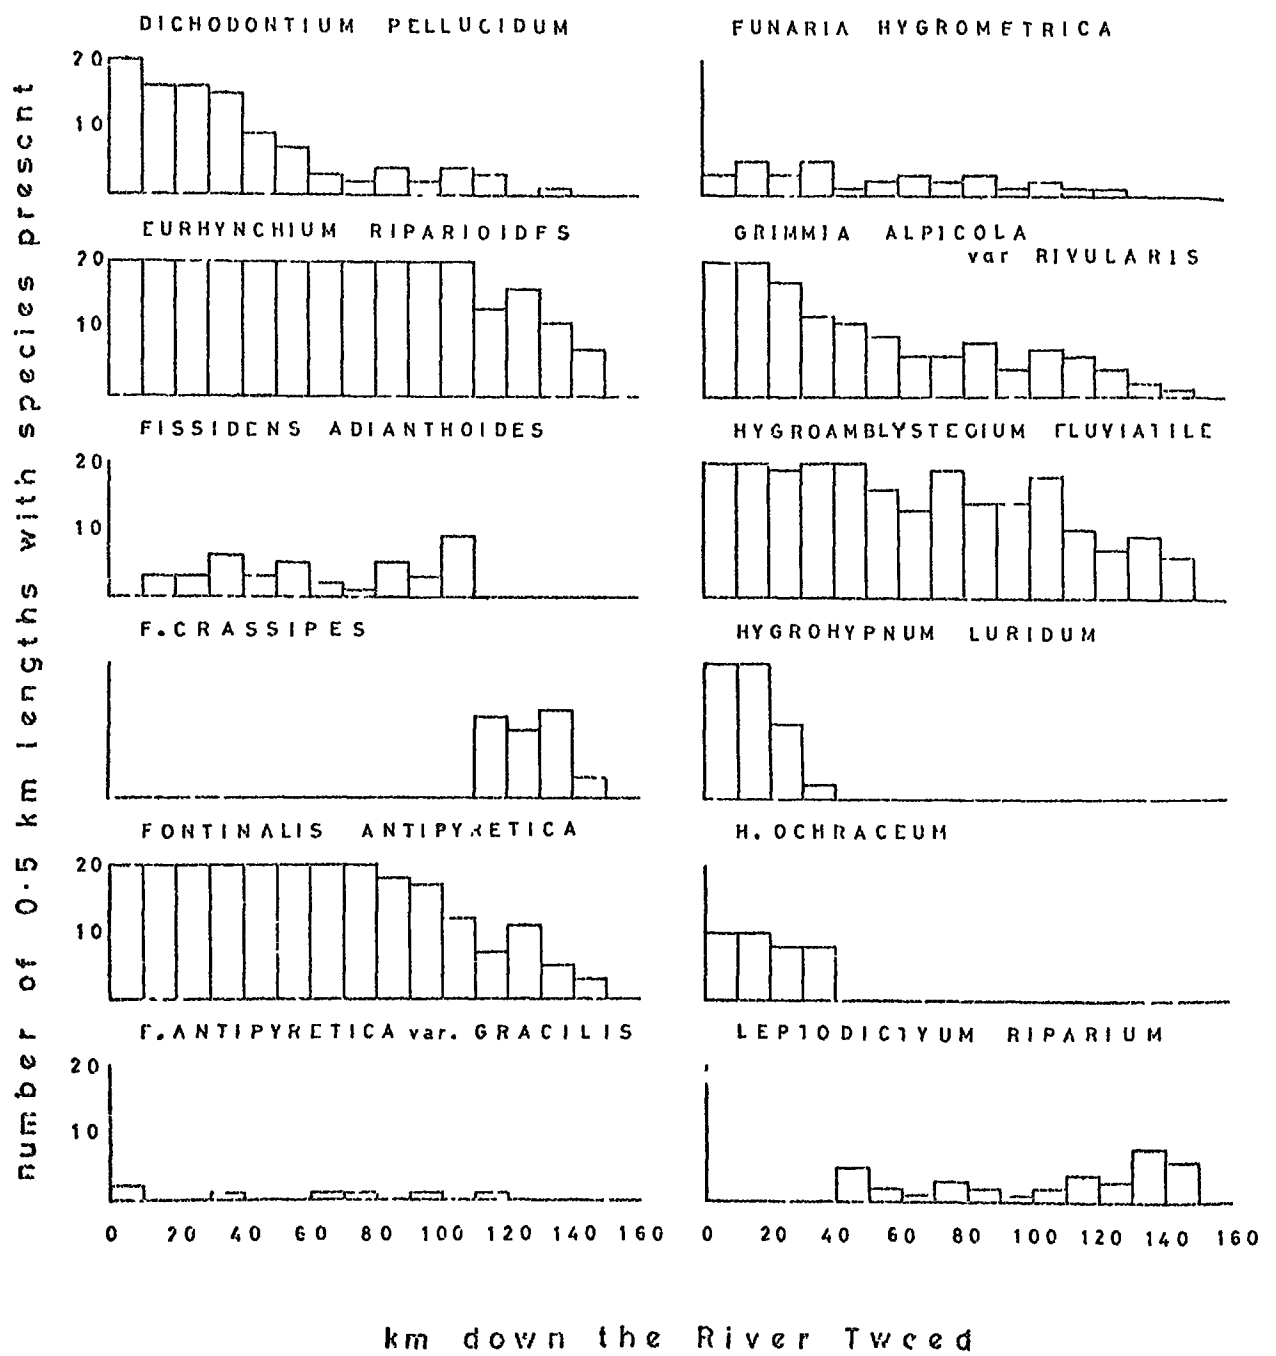 DICHODONTIUM PELLUCIDUM
20
10
EURHYNCHIUM RIPARIOIDES
20
10
FISSIDENS ADIANTHOIDES
20
10
F.CRASSIPES
FONTINALIS ANTIPYRETICA
20
10
F.ANTIPYRETICA var. GRACILIS
20
10
0 20 40 60 80 100 120 140 160
FUNARIA HYGROMETRICA
GRIMMIA ALPICOLA
var RIVULARIS
HYGROAMBLYSTEGIUM FLUVIATILE
HYGROHYPNUM LURIDUM
H. OCHRACEUM
LEPTODICTYUM RIPARIUM
0 20 40 60 80 100 120 140 160
number of 0·5 km lengths with species present
km down the River Tweed